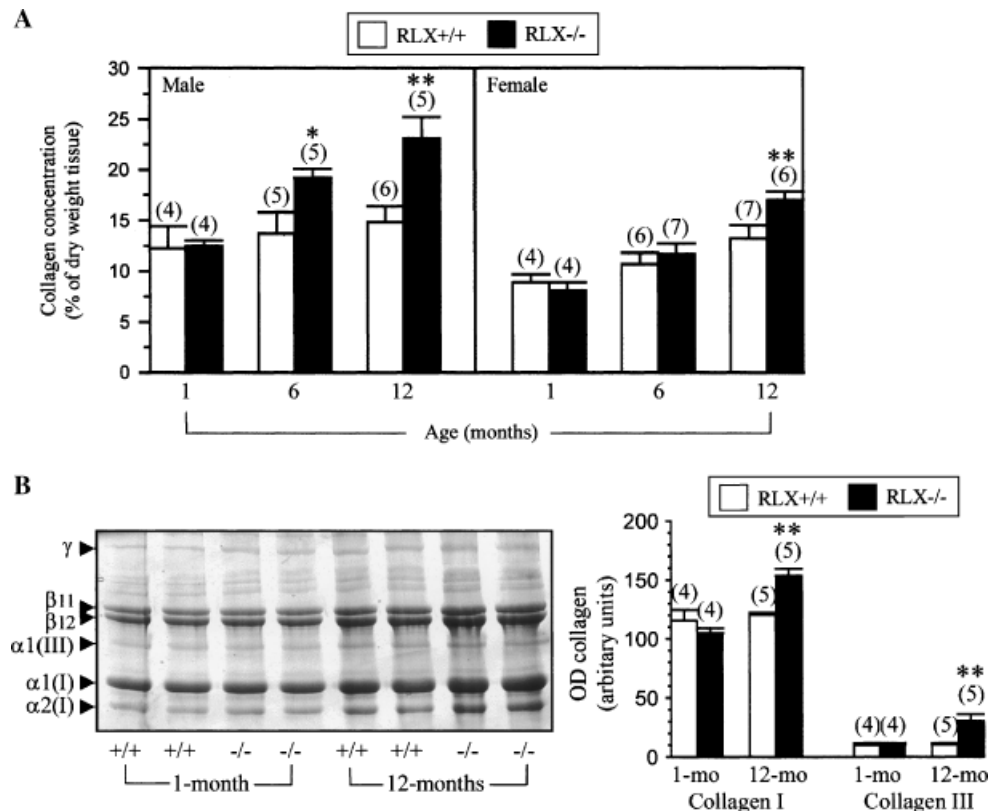 A
RLX+/+ RLX-/-
Male
Female
Collagen concentration
(% of dry weight tissue)
30
25
20
15
10
5
0
(4) (4) (5) (5) * (6) (5) ** (4) (4) (6) (7) (7) (6) **
1 6 12 1 6 12
Age (months)
B
γ
β11
β12
α1(III)
α1(I)
α2(I)
+/+ +/+ -/- -/- +/+ +/+ -/- -/-
1-month 12-months
RLX+/+ RLX-/-
OD collagen
(arbitary units)
200
150
100
50
0
(4) (4) (5) (5) ** (4) (4) (5) (5) **
1-mo 12-mo 1-mo 12-mo
Collagen I Collagen III